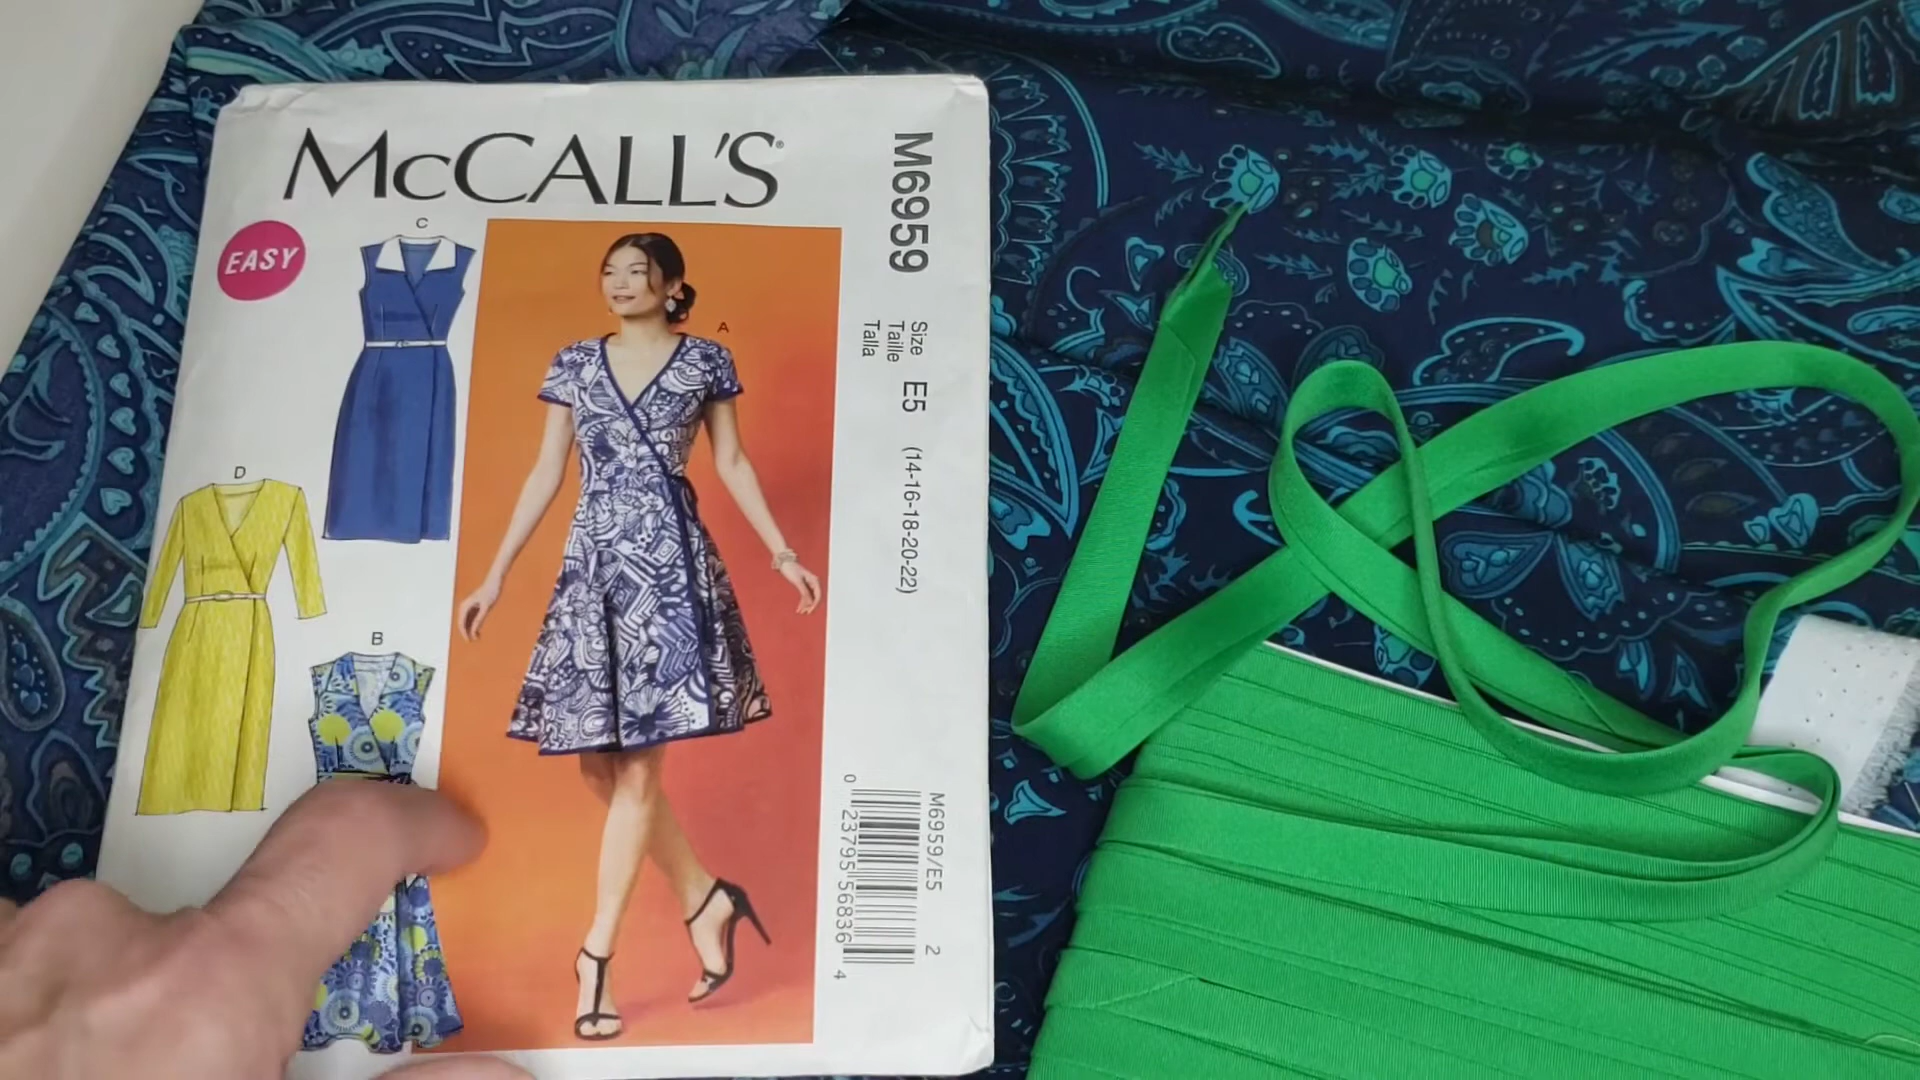 McCALL'S®
EASY
C
A
D
B
M6959
Size
Taille
Talla
E5
(14-16-18-20-22)
M6959/E5
2
0 23795 56836 4